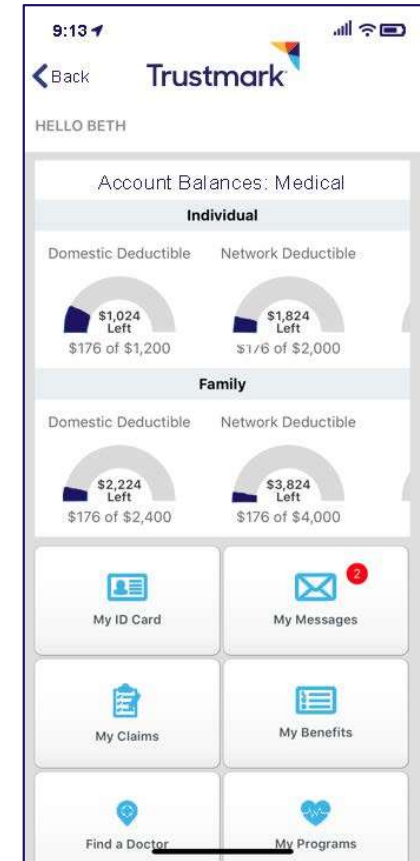 9:13
Back
Trustmark
HELLO BETH
Account Balances: Medical
Individual
Domestic Deductible Network Deductible
$1,024 $1,824
Left Left
$176 of $1,200 $176 of $2,000
Family
Domestic Deductible Network Deductible
$2,224 $3,824
Left Left
$176 of $2,400 $176 of $4,000
2
My ID Card My Messages
My Claims My Benefits
Find a Doctor My Programs